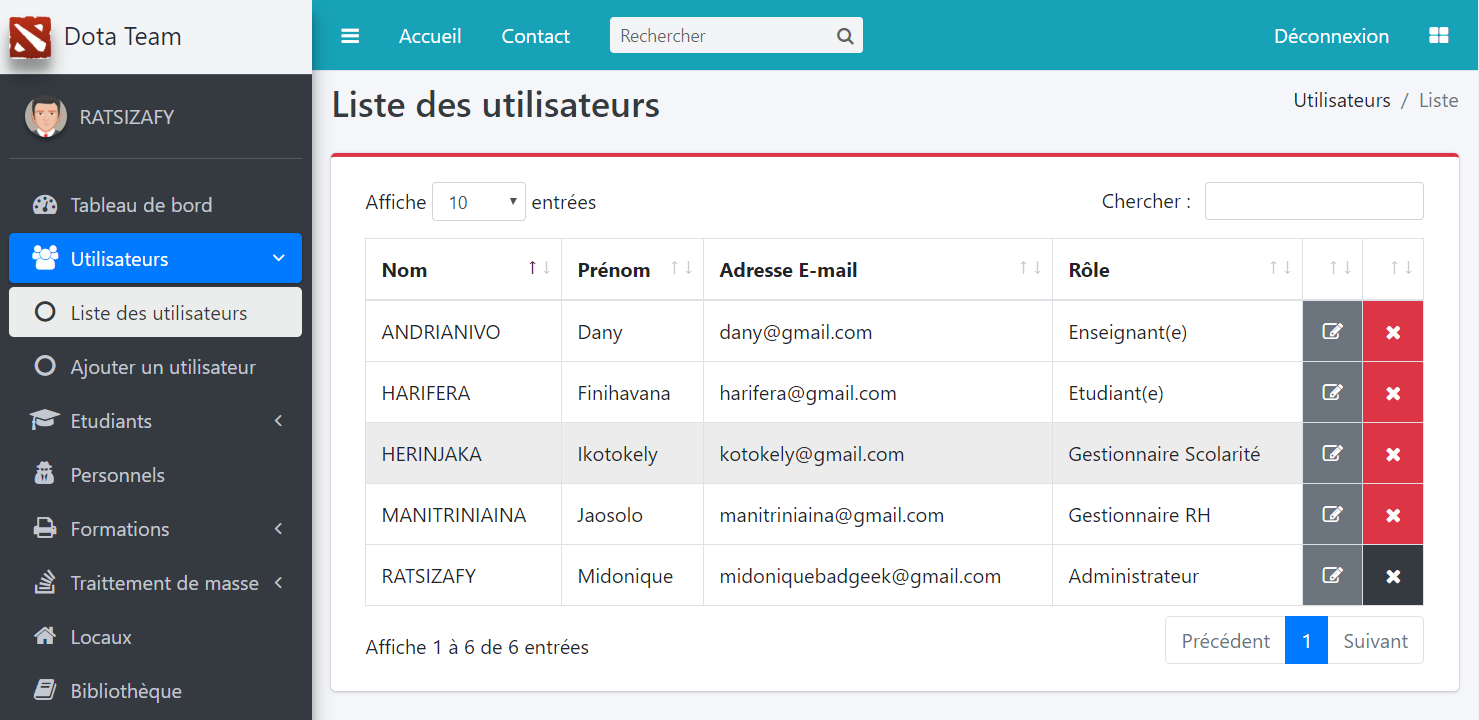 Dota Team
Accueil Contact Rechercher Déconnexion
RATSIZAFY
Tableau de bord
Utilisateurs
Liste des utilisateurs
Ajouter un utilisateur
Etudiants
Personnels
Formations
Traittement de masse
Locaux
Bibliothèque
Liste des utilisateurs
Utilisateurs / Liste
Affiche 10 entrées Chercher :
Nom Prénom Adresse E-mail Rôle
ANDRIANIVO Dany dany@gmail.com Enseignant(e)
HARIFERA Finihavana harifera@gmail.com Etudiant(e)
HERINJAKA Ikotokely kotokely@gmail.com Gestionnaire Scolarité
MANITRINIAINA Jaosolo manitriniaina@gmail.com Gestionnaire RH
RATSIZAFY Midonique midoniquebadgeek@gmail.com Administrateur
Affiche 1 à 6 de 6 entrées
Précédent 1 Suivant